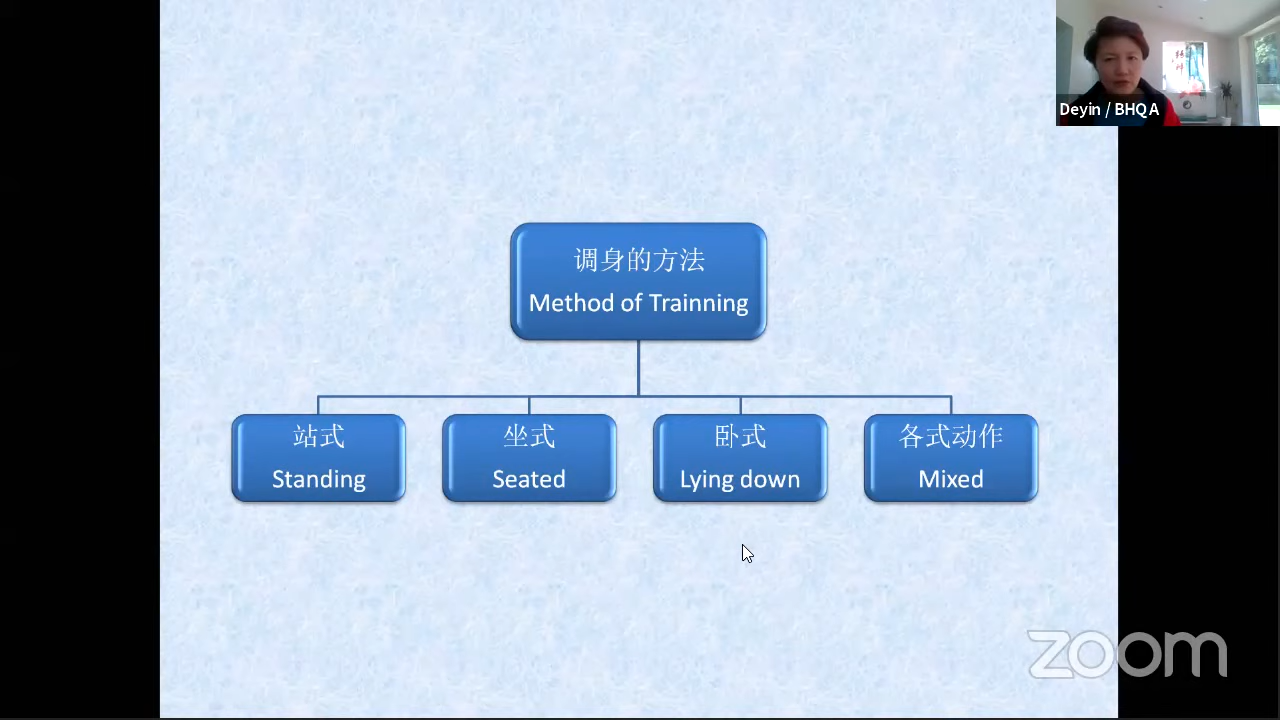 Deyin / BHQA
调身的方法
Method of Trainning
站式
Standing
坐式
Seated
卧式
Lying down
各式动作
Mixed
zoom